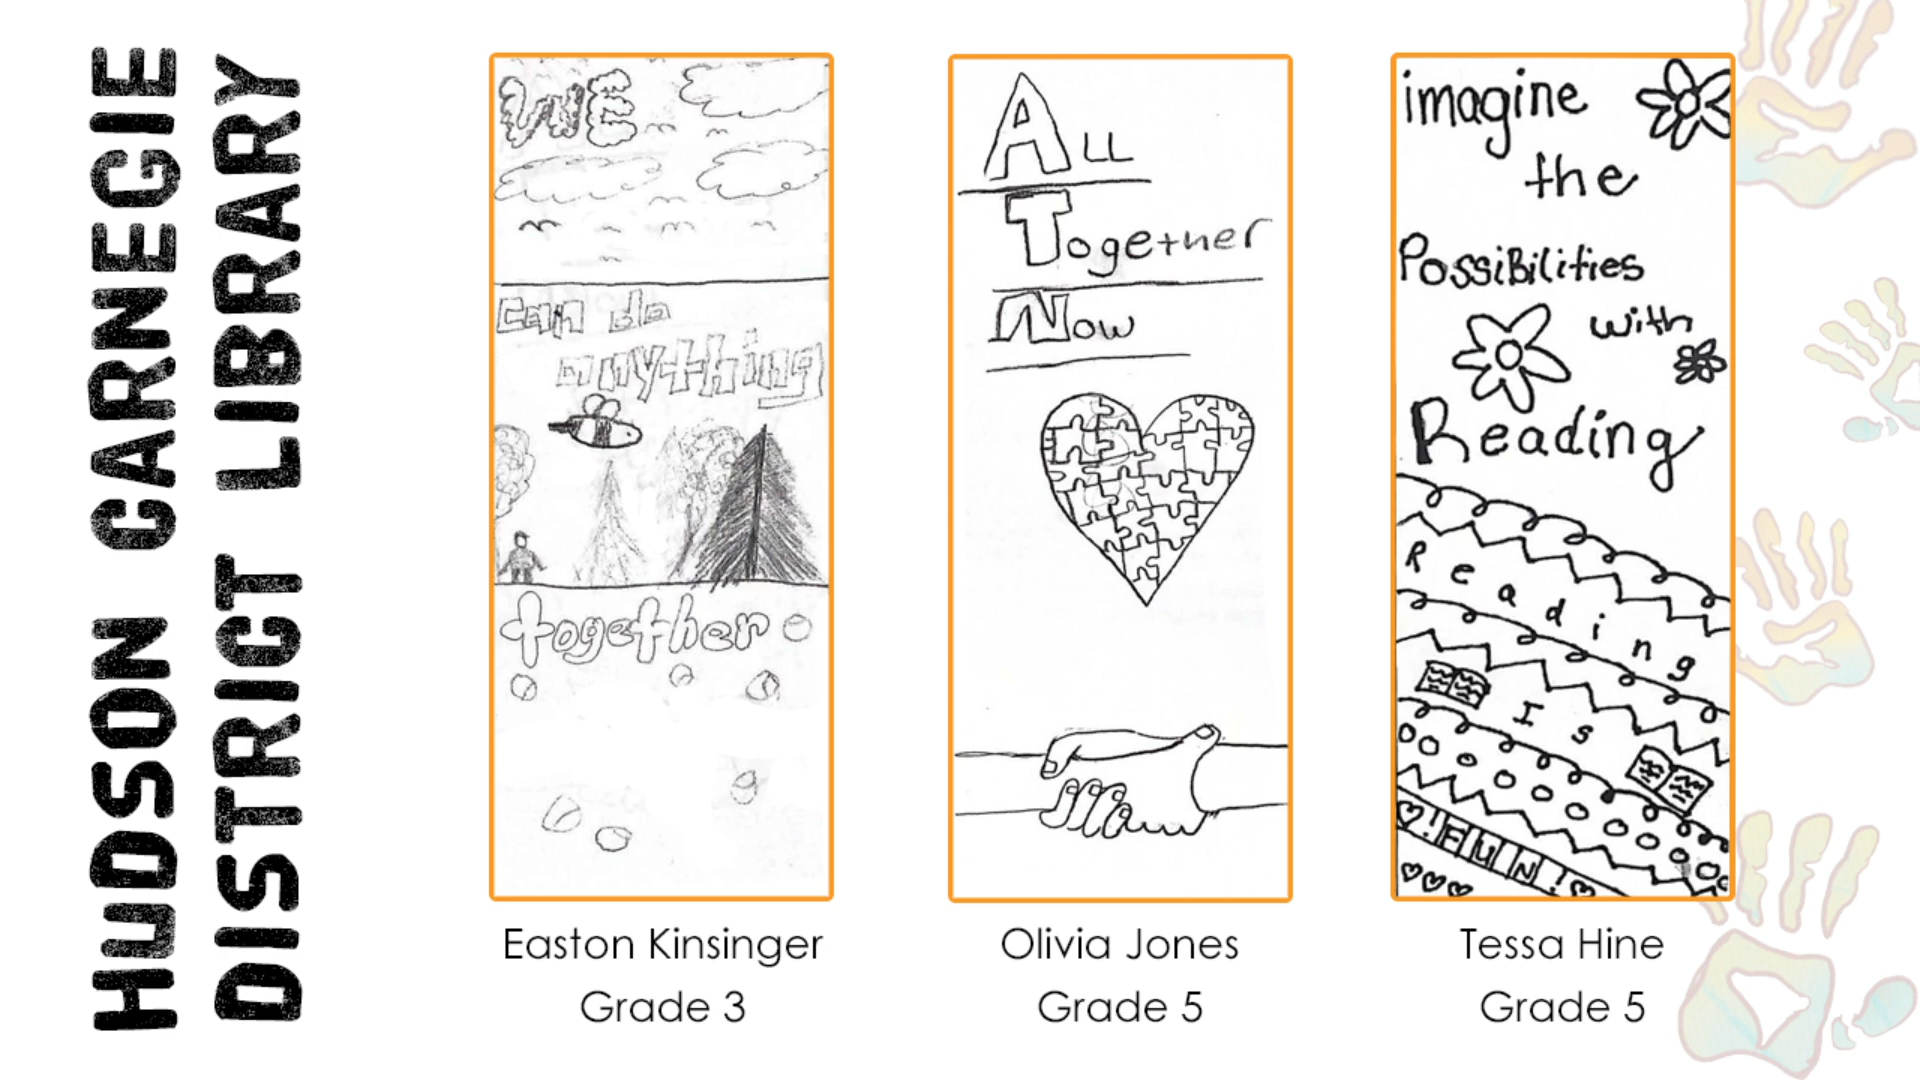 HuDSON CARNEGIE
DISTRICT LIBRARY
WE
can do
anything
together
Easton Kinsinger
Grade 3
ALL
Together
Now
Olivia Jones
Grade 5
imagine
the
PossiBilities
with
Reading
Reading
Is
!FUN!
Tessa Hine
Grade 5